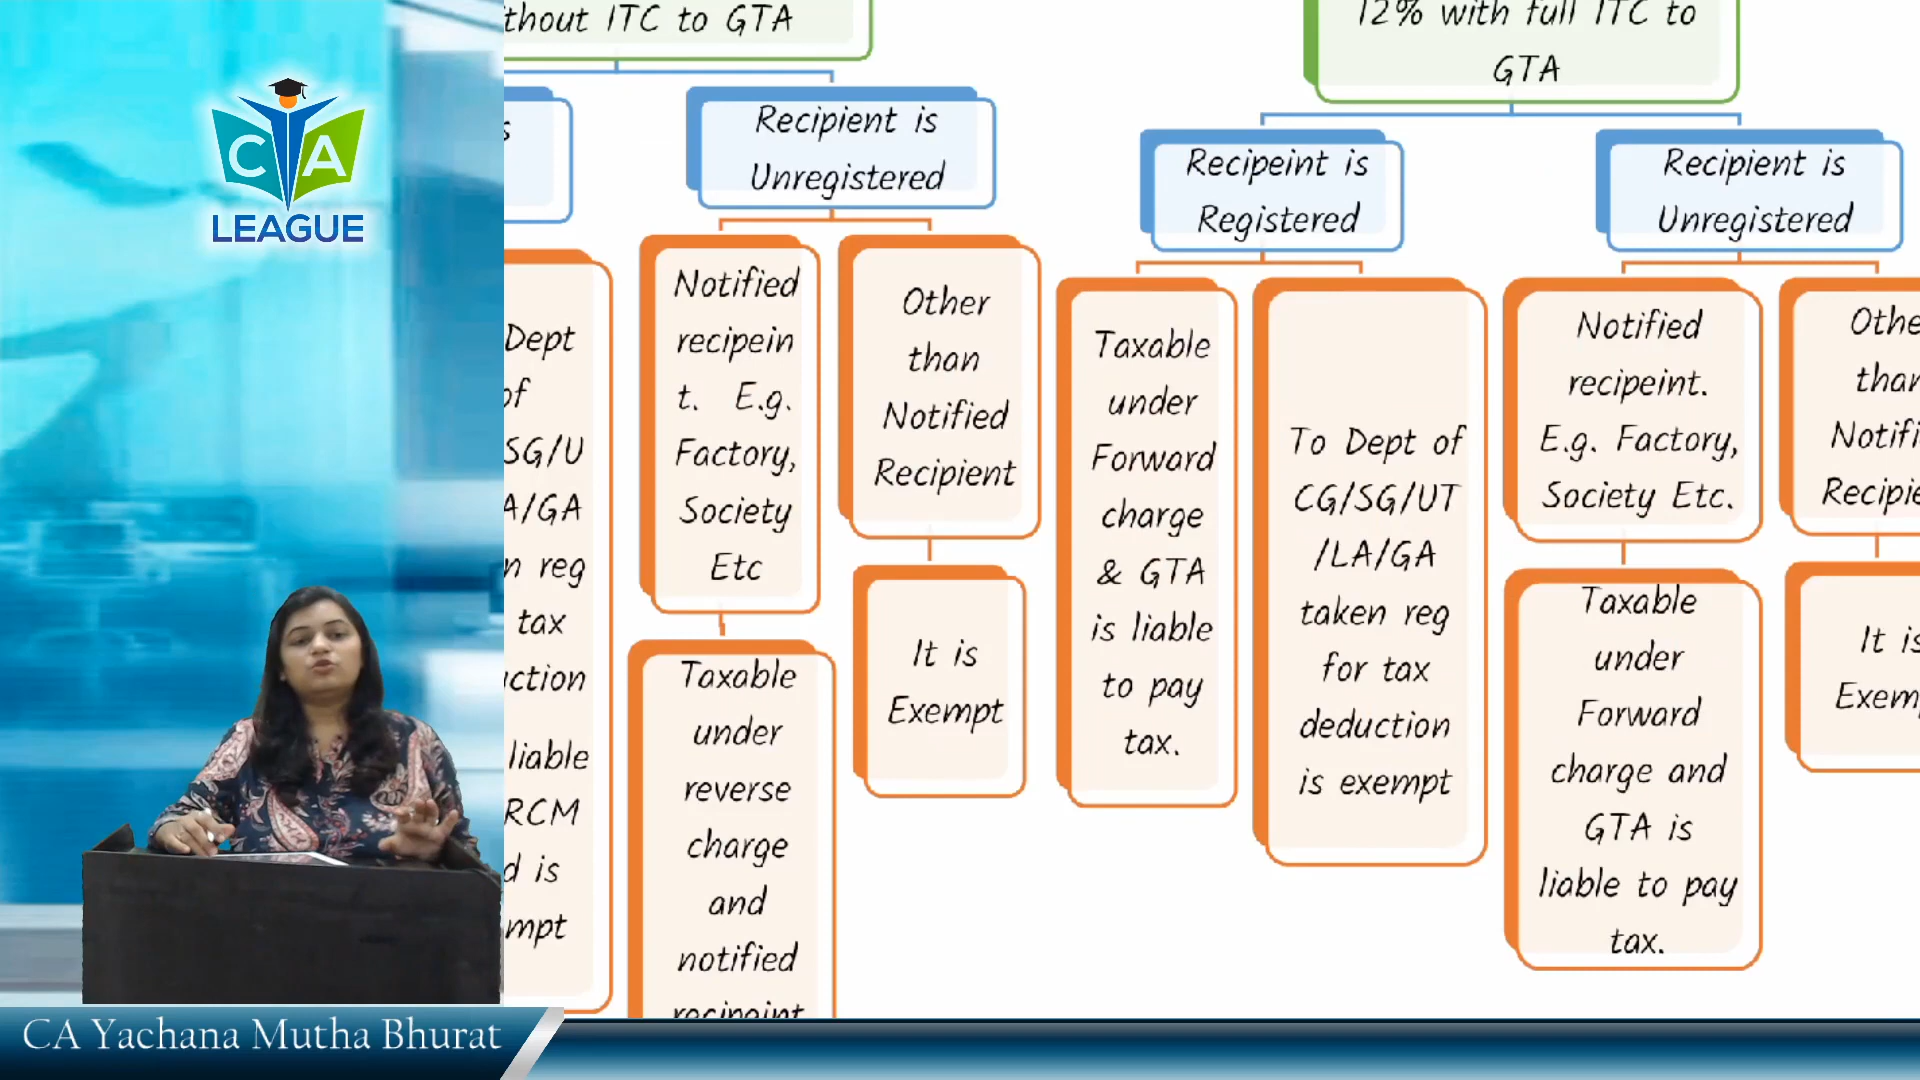 CA
LEAGUE
CA Yachana Mutha Bhurat
thout ITC to GTA
12% with full ITC to
GTA
s
Recipient is
Unregistered
Recipeint is
Registered
Recipient is
Unregistered
Dept
of
SG/U
A/GA
n reg
tax
ction
liable
RCM
d is
mpt
Notified
recipein
t. E.g.
Factory,
Society
Etc
Taxable
under
reverse
charge
and
notified
recipeint
Other
than
Notified
Recipient
It is
Exempt
Taxable
under
Forward
charge
& GTA
is liable
to pay
tax.
To Dept of
CG/SG/UT
/LA/GA
taken reg
for tax
deduction
is exempt
Notified
recipeint.
E.g. Factory,
Society Etc.
Taxable
under
Forward
charge and
GTA is
liable to pay
tax.
Othe
than
Notifi
Recipie
It is
Exem